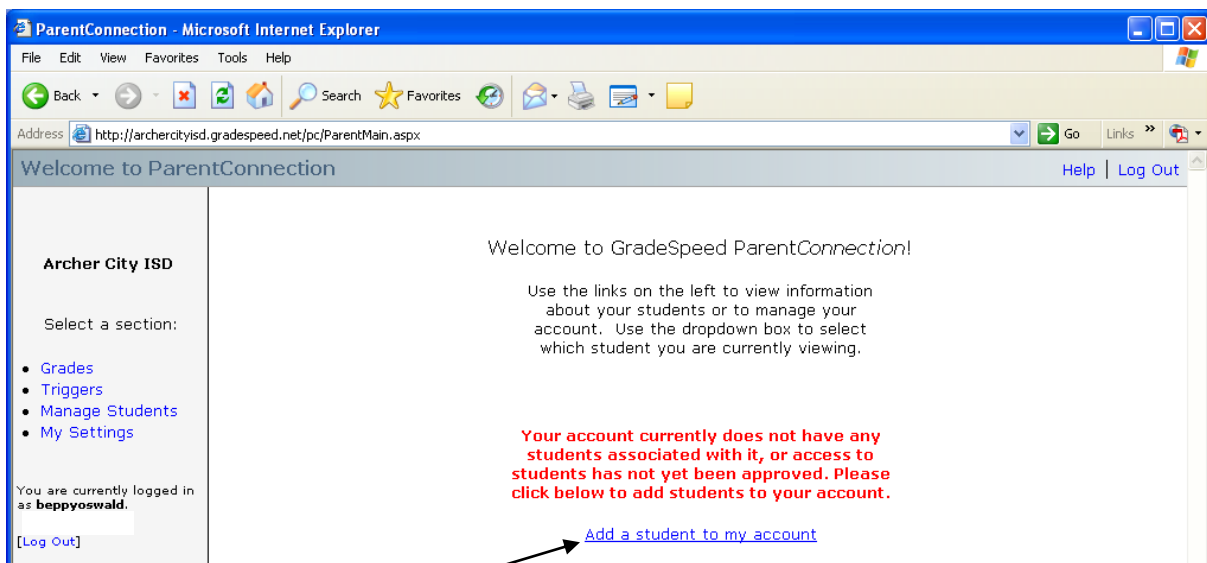 ParentConnection - Microsoft Internet Explorer
File Edit View Favorites Tools Help
Back Search Favorites
Address http://archercityisd.gradespeed.net/pc/ParentMain.aspx Go Links »
Welcome to ParentConnection Help | Log Out
Archer City ISD
Select a section:
• Grades
• Triggers
• Manage Students
• My Settings
You are currently logged in
as beppyoswald.
[Log Out]
Welcome to GradeSpeed ParentConnection!
Use the links on the left to view information
about your students or to manage your
account. Use the dropdown box to select
which student you are currently viewing.
Your account currently does not have any
students associated with it, or access to
students has not yet been approved. Please
click below to add students to your account.
Add a student to my account